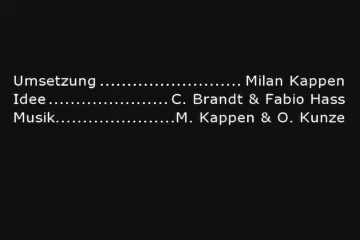 Umsetzung.......................... Milan Kappen
Idee...................... C. Brandt & Fabio Hass
Musik......................M. Kappen & O. Kunze